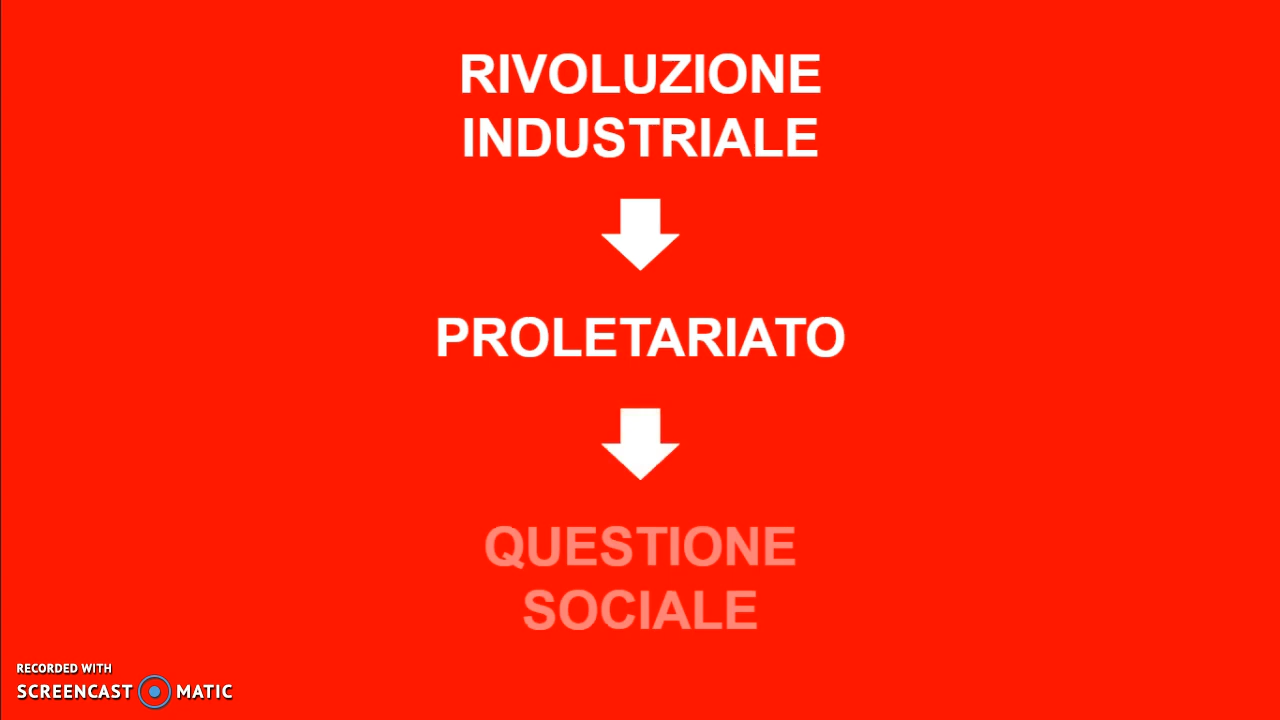 RIVOLUZIONE
INDUSTRIALE
PROLETARIATO
QUESTIONE
SOCIALE
RECORDED WITH
SCREENCAST MATIC